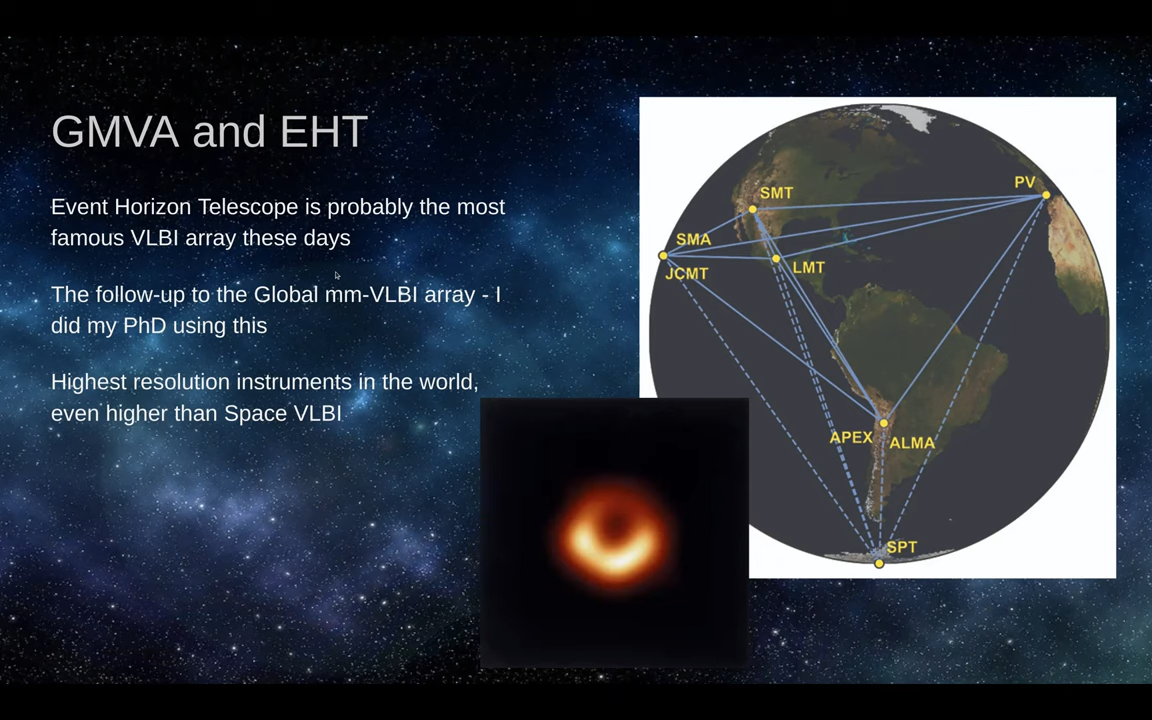 GMVA and EHT
Event Horizon Telescope is probably the most
famous VLBI array these days
The follow-up to the Global mm-VLBI array - I
did my PhD using this
Highest resolution instruments in the world,
even higher than Space VLBI
SMT
PV
SMA
JCMT
LMT
APEX
ALMA
SPT